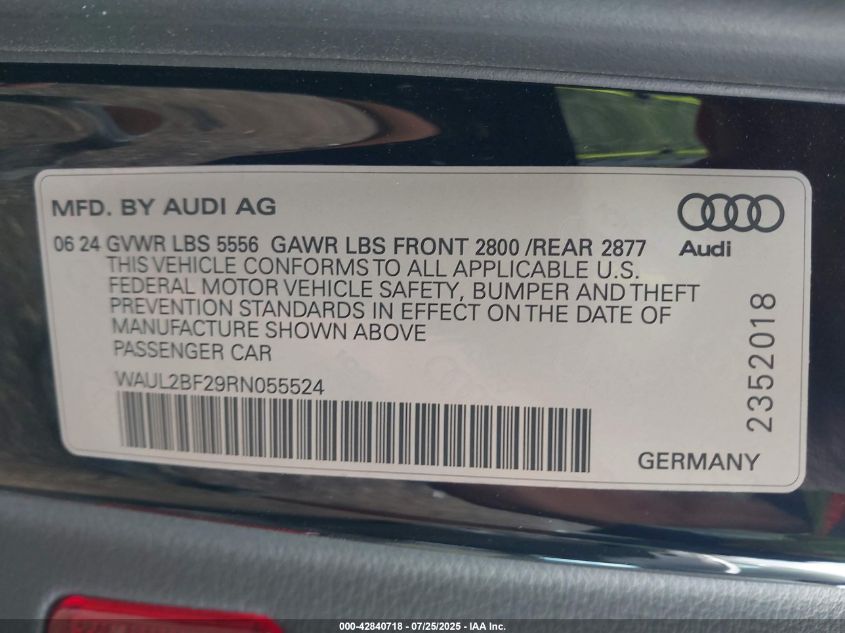 MFD. BY AUDI AG
06 24 GVWR LBS 5556 GAWR LBS FRONT 2800 /REAR 2877
THIS VEHICLE CONFORMS TO ALL APPLICABLE U.S.
FEDERAL MOTOR VEHICLE SAFETY, BUMPER AND THEFT
PREVENTION STANDARDS IN EFFECT ON THE DATE OF
MANUFACTURE SHOWN ABOVE
PASSENGER CAR
WAUL2BF29RN055524
Audi
2352018
GERMANY
000-42840718 - 07/25/2025 - IAA Inc.